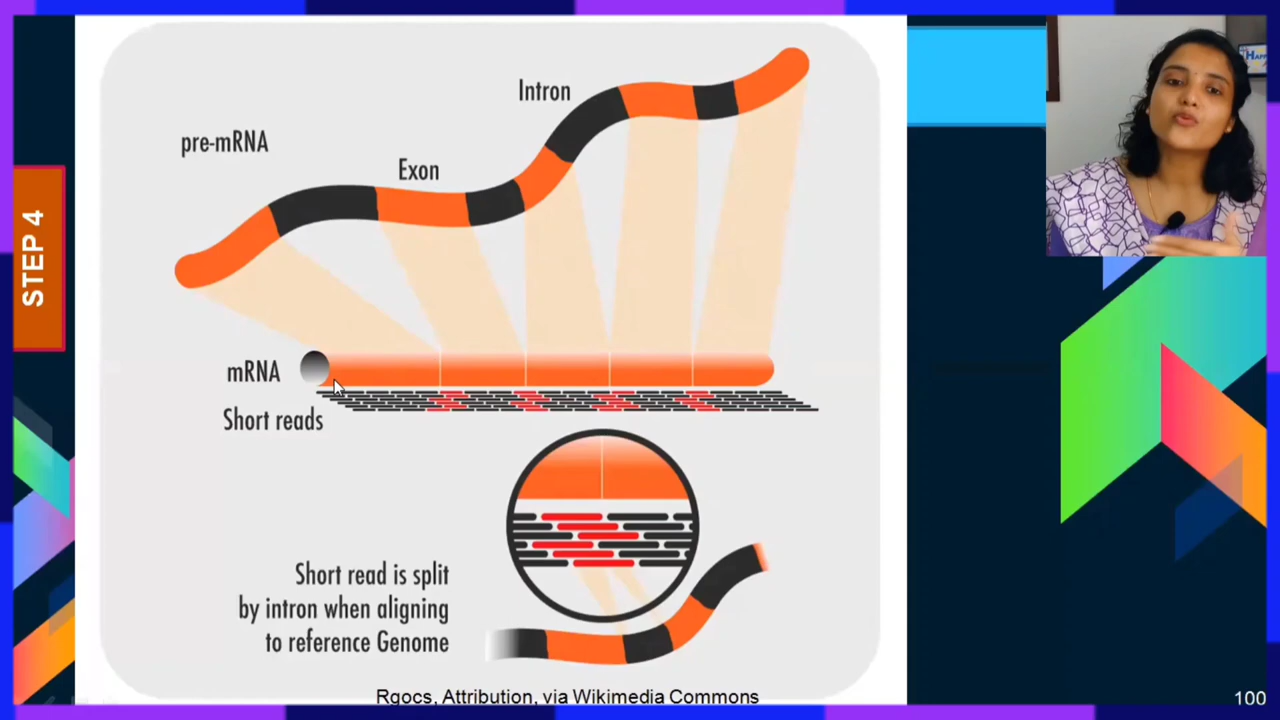 STEP 4
Intron
pre-mRNA
Exon
mRNA
Short reads
Short read is split
by intron when aligning
to reference Genome
Rgocs, Attribution, via Wikimedia Commons
100